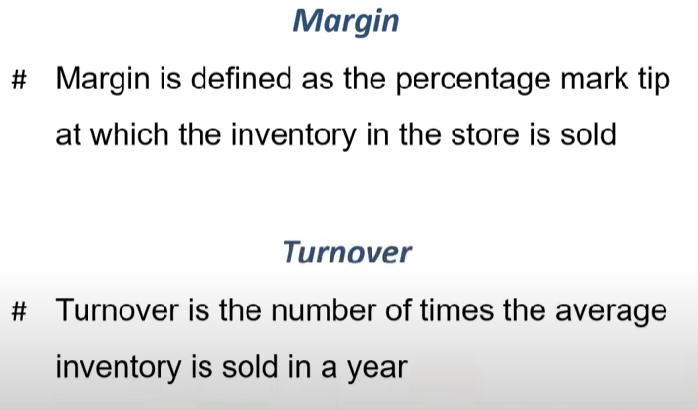 Margin
# Margin is defined as the percentage mark tip
at which the inventory in the store is sold
Turnover
# Turnover is the number of times the average
inventory is sold in a year